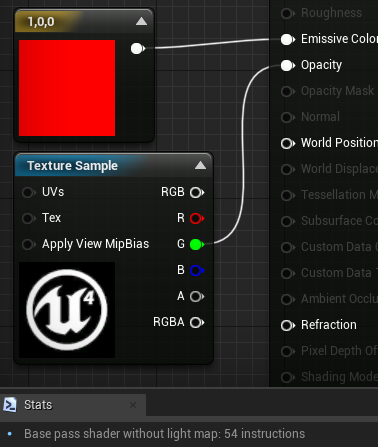 1,0,0
Roughness
Emissive Color
Opacity
Opacity Mask
Normal
World Position
World Displace
Tessellation M
Subsurface Co
Custom Data (
Custom Data
Ambient Occlu
Refraction
Pixel Depth Of
Shading Mode
Texture Sample
UVs
RGB
Tex
R
Apply View MipBias
G
B
A
RGBA
u 4
Stats
Base pass shader without light map: 54 instructions